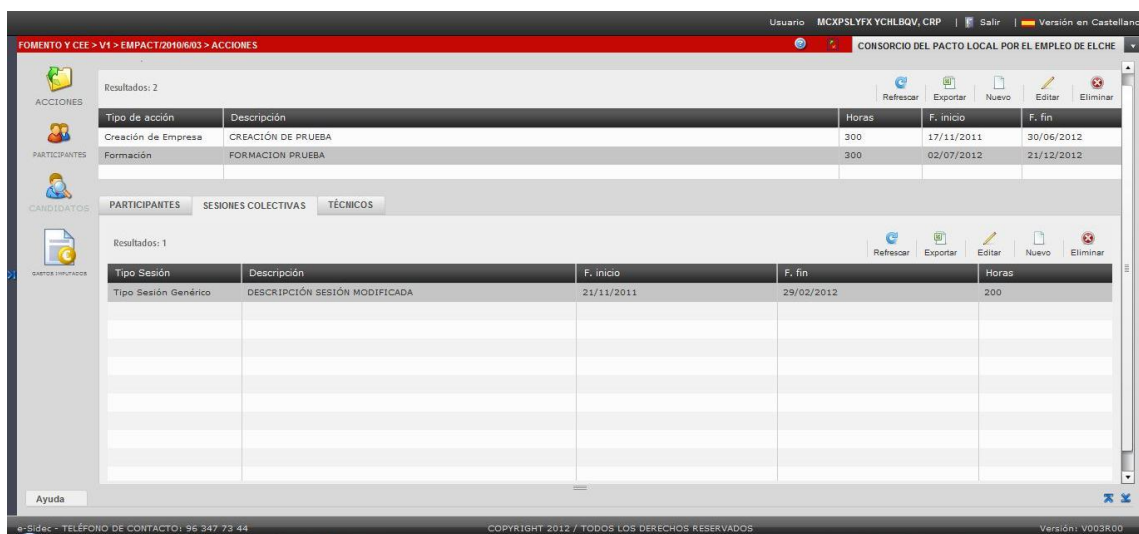 Usuario MCXPSLYFX YCHLBQV, CRP | Salir | Versión en Castellano
FOMENTO Y CEE > V1 > EMPACT/2010/6/03 > ACCIONES CONSORCIO DEL PACTO LOCAL POR EL EMPLEO DE ELCHE
ACCIONES
PARTICIPANTES
CANDIDATOS
GASTOS IMPUTADOS
Resultados: 2 Refrescar Exportar Nuevo Editar Eliminar
Tipo de acción Descripción Horas F. inicio F. fin
Creación de Empresa CREACIÓN DE PRUEBA 300 17/11/2011 30/06/2012
Formación FORMACION PRUEBA 300 02/07/2012 21/12/2012
PARTICIPANTES SESIONES COLECTIVAS TÉCNICOS
Resultados: 1 Refrescar Exportar Editar Nuevo Eliminar
Tipo Sesión Descripción F. inicio F. fin Horas
Tipo Sesión Genérico DESCRIPCIÓN SESIÓN MODIFICADA 21/11/2011 29/02/2012 200
Ayuda
e-Sidec - TELÉFONO DE CONTACTO: 96 347 73 44 COPYRIGHT 2012 / TODOS LOS DERECHOS RESERVADOS Versión: V003R00